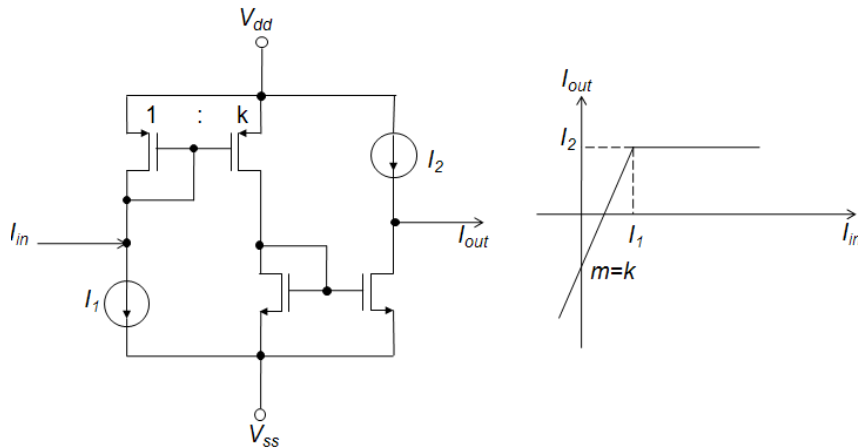 V_dd
1 : k
I_2
I_in
I_out
I_1
V_ss
I_out
I_2
I_1
I_in
m=k